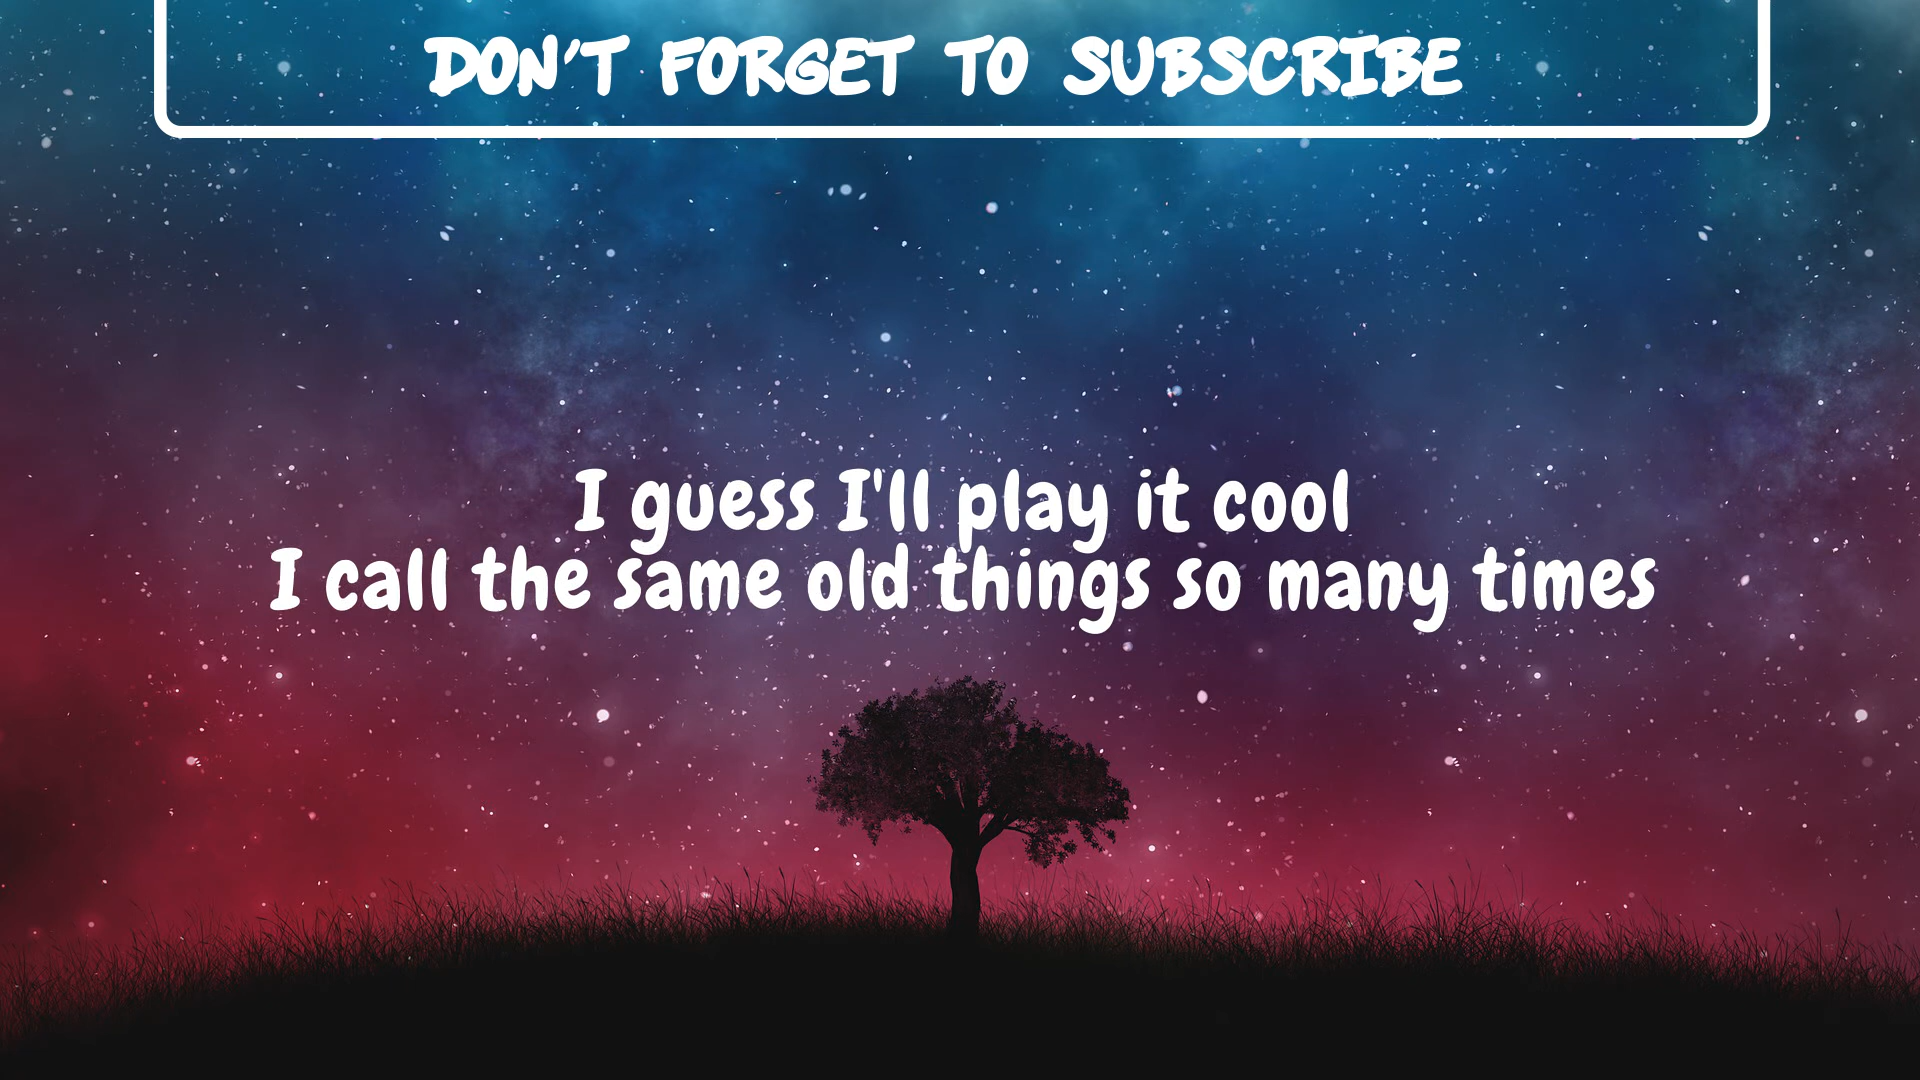 DON'T FORGET TO SUBSCRIBE
I guess I'll play it cool
I call the same old things so many times